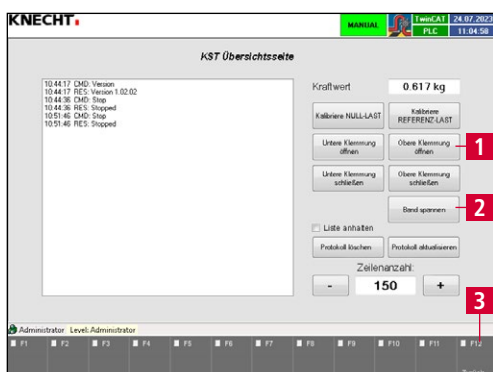 KNECHT.
MANUAL
TwinCAT
PLC
24.07.2023
11:04:58
KST Übersichtsseite
10:44:17 CMD: Version
10:44:17 RES: Version 1.02.02
10:44:36 CMD: Stop
10:44:36 RES: Stopped
10:51:46 CMD: Stop
10:51:46 RES: Stopped
Kraftwert
0.617 kg
Kalibriere NULL-LAST
Kalibriere
REFERENZ-LAST
Untere Klemmung
öffnen
Obere Klemmung
öffnen
1
Untere Klemmung
schließen
Obere Klemmung
schließen
Band spannen
2
Liste anhalten
Protokoll löschen
Protokoll aktualisieren
Zeilenanzahl:
-
150
+
3
Administrator
Level: Administrator
F1
F2
F3
F4
F5
F6
F7
F8
F9
F10
F11
F12